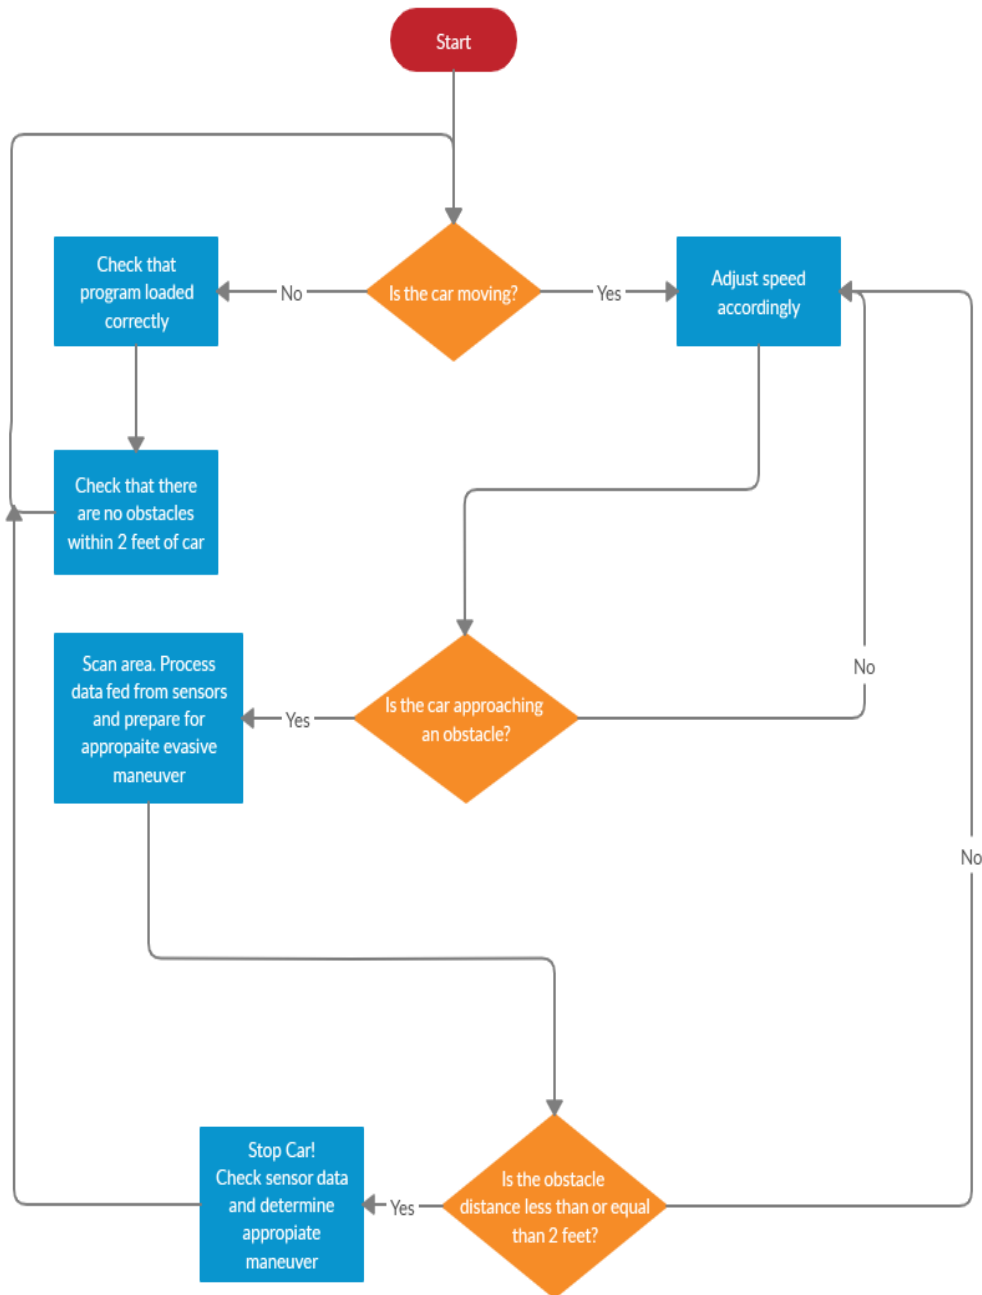 Start
Is the car moving?
No
Yes
Check that
program loaded
correctly
Adjust speed
accordingly
Check that there
are no obstacles
within 2 feet of car
Scan area. Process
data fed from sensors
and prepare for
appropaite evasive
maneuver
Yes
Is the car approaching
an obstacle?
No
No
Stop Car!
Check sensor data
and determine
appropiate
maneuver
Yes
Is the obstacle
distance less than or equal
than 2 feet?